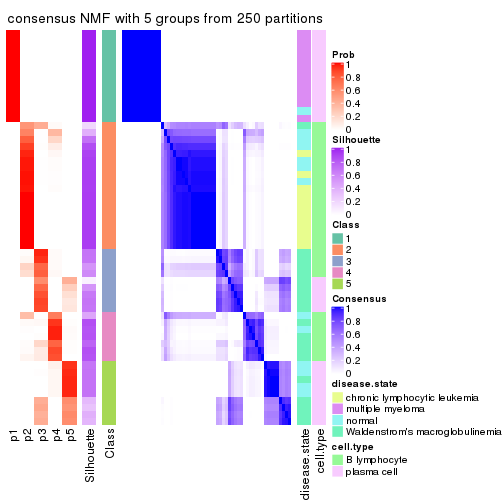 consensus NMF with 5 groups from 250 partitions
Prob
1
0.8
0.6
0.4
0.2
0
Silhouette
1
0.8
0.6
0.4
0.2
0
Class
1
2
3
4
5
Consensus
1
0.8
0.6
0.4
0.2
0
disease.state
chronic lymphocytic leukemia
multiple myeloma
normal
Waldenstrom's macroglobulinemia
cell.type
B lymphocyte
plasma cell
p1
p2
p3
p4
p5
Silhouette
Class
disease.state
cell.type